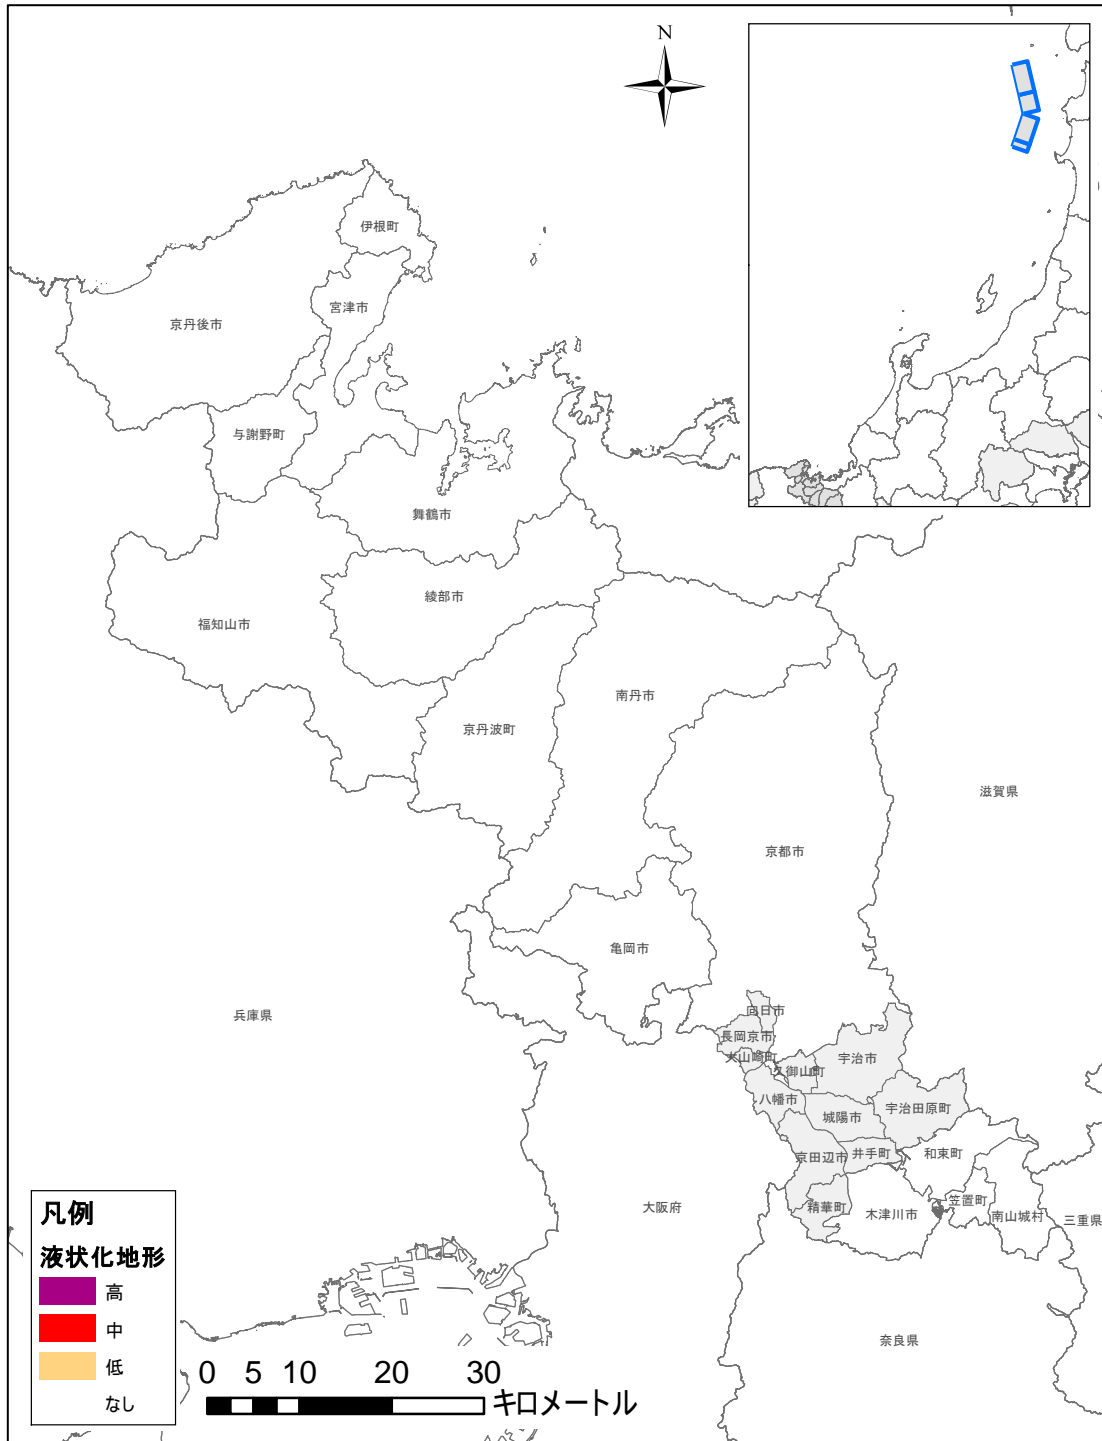 N
伊根町
宮津市
京丹後市
与謝野町
舞鶴市
綾部市
福知山市
南丹市
京丹波町
滋賀県
京都市
亀岡市
兵庫県
向日市
長岡京市
大山崎町
久御山町
宇治市
八幡市
城陽市
宇治田原町
京田辺市
井手町
和束町
精華町
木津川市
笠置町
南山城村
三重県
大阪府
奈良県
凡例
液状化地形
高
中
低
なし
0 5 10 20 30
キロメートル